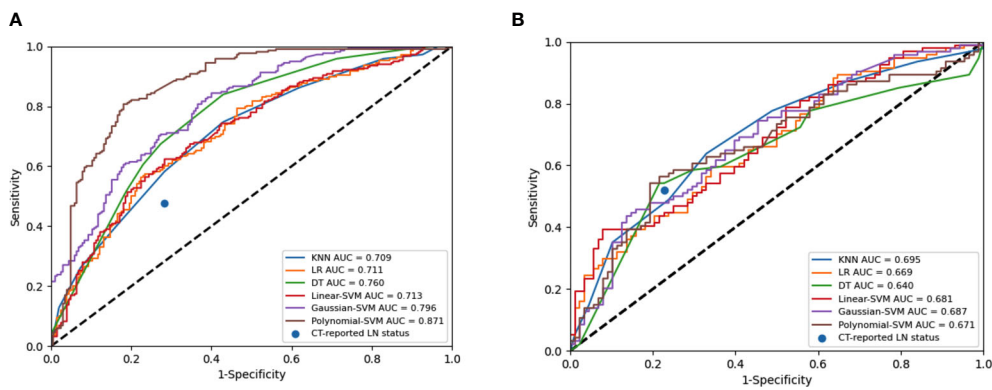 A
1.0
0.8
0.6
0.4
0.2
0.0
Sensitivity
0.0 0.2 0.4 0.6 0.8 1.0
1-Specificity
KNN AUC = 0.709
LR AUC = 0.711
DT AUC = 0.760
Linear-SVM AUC = 0.713
Gaussian-SVM AUC = 0.796
Polynomial-SVM AUC = 0.871
CT-reported LN status
B
1.0
0.8
0.6
0.4
0.2
0.0
Sensitivity
0.0 0.2 0.4 0.6 0.8 1.0
1-Specificity
KNN AUC = 0.695
LR AUC = 0.669
DT AUC = 0.640
Linear-SVM AUC = 0.681
Gaussian-SVM AUC = 0.687
Polynomial-SVM AUC = 0.671
CT-reported LN status